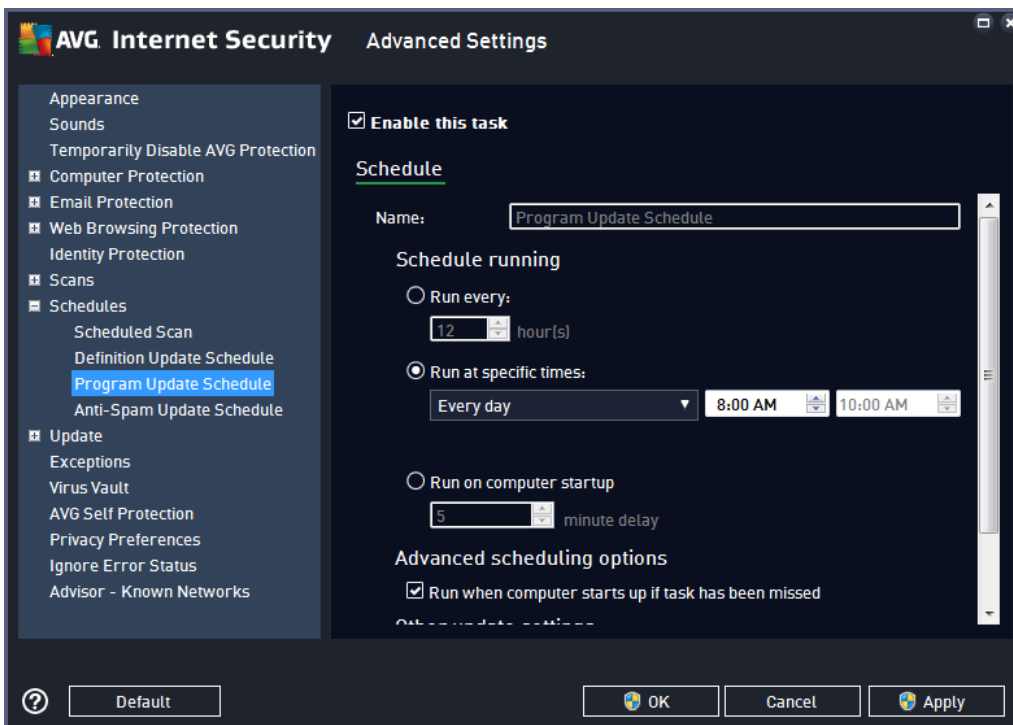 AVG. Internet Security Advanced Settings
Appearance
Sounds
Temporarily Disable AVG Protection
Computer Protection
Email Protection
Web Browsing Protection
Identity Protection
Scans
Schedules
Scheduled Scan
Definition Update Schedule
Program Update Schedule
Anti-Spam Update Schedule
Update
Exceptions
Virus Vault
AVG Self Protection
Privacy Preferences
Ignore Error Status
Advisor - Known Networks
Enable this task
Schedule
Name: Program Update Schedule
Schedule running
Run every:
12 hour(s)
Run at specific times:
Every day 8:00 AM 10:00 AM
Run on computer startup
5 minute delay
Advanced scheduling options
Run when computer starts up if task has been missed
Other update settings
? Default OK Cancel Apply